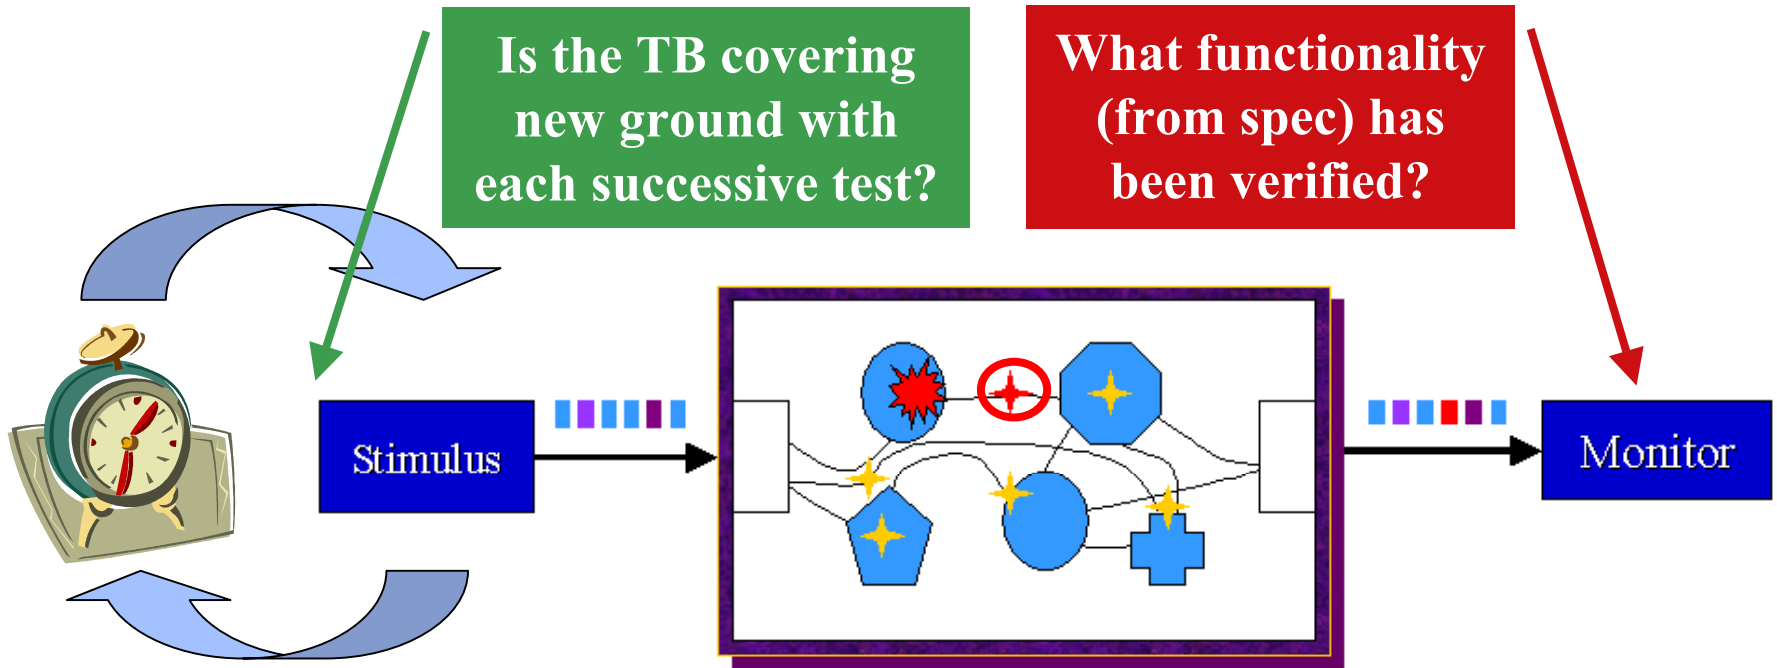 Is the TB covering
new ground with
each successive test?
What functionality
(from spec) has
been verified?
Stimulus
Monitor